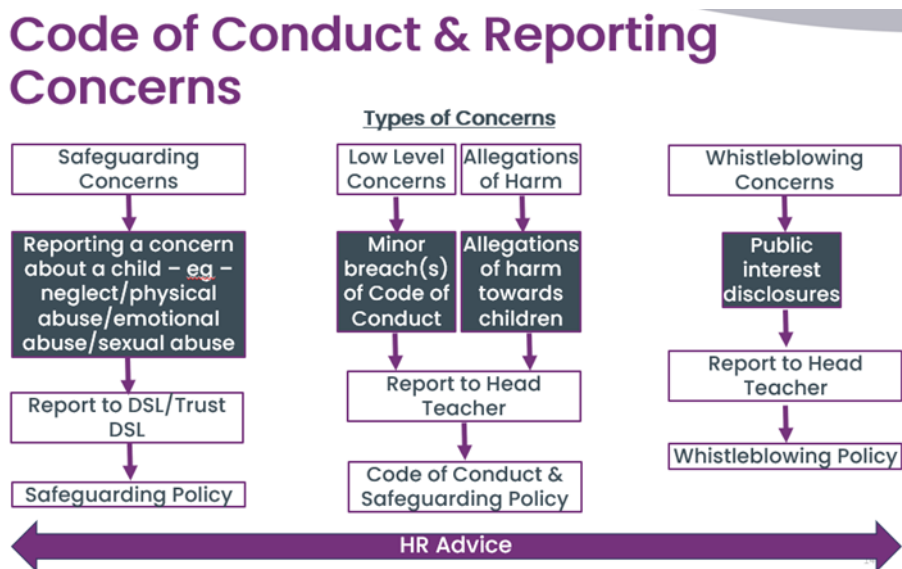 Code of Conduct & Reporting
Concerns
Types of Concerns
Safeguarding
Concerns
Reporting a concern
about a child – eg –
neglect/physical
abuse/emotional
abuse/sexual abuse
Report to DSL/Trust
DSL
Safeguarding Policy
Low Level
Concerns
Minor
breach(s)
of Code of
Conduct
Allegations
of Harm
Allegations
of harm
towards
children
Report to Head
Teacher
Code of Conduct &
Safeguarding Policy
Whistleblowing
Concerns
Public
interest
disclosures
Report to Head
Teacher
Whistleblowing Policy
HR Advice